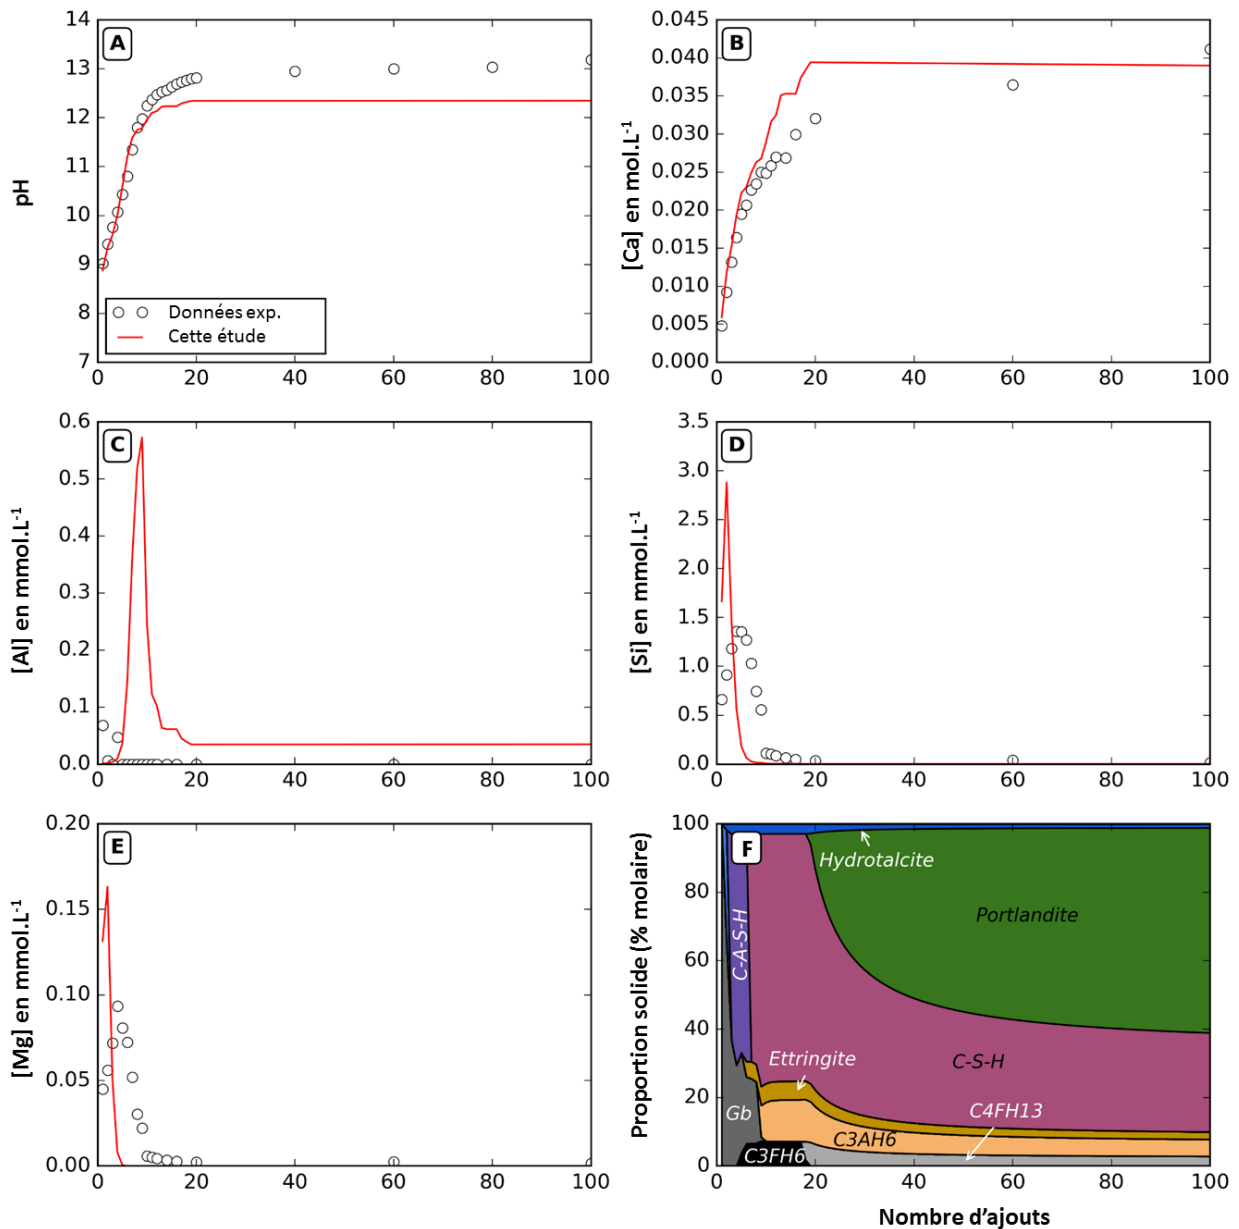 A
14
13
12
11
10
9
8
7
pH
Données exp.
Cette étude
0 20 40 60 80 100
B
0.045
0.040
0.035
0.030
0.025
0.020
0.015
0.010
0.005
0.000
[Ca] en mol.L-1
0 20 40 60 80 100
C
0.6
0.5
0.4
0.3
0.2
0.1
0.0
[Al] en mmol.L-1
0 20 40 60 80 100
D
3.5
3.0
2.5
2.0
1.5
1.0
0.5
0.0
[Si] en mmol.L-1
0 20 40 60 80 100
E
0.20
0.15
0.10
0.05
0.00
[Mg] en mmol.L-1
0 20 40 60 80 100
F
100
80
60
40
20
0
Proportion solide (% molaire)
Hydrotalcite
Portlandite
C-A-S-H
Ettringite
C-S-H
Gb
C4FH13
C3AH6
C3FH6
0 20 40 60 80 100
Nombre d'ajouts